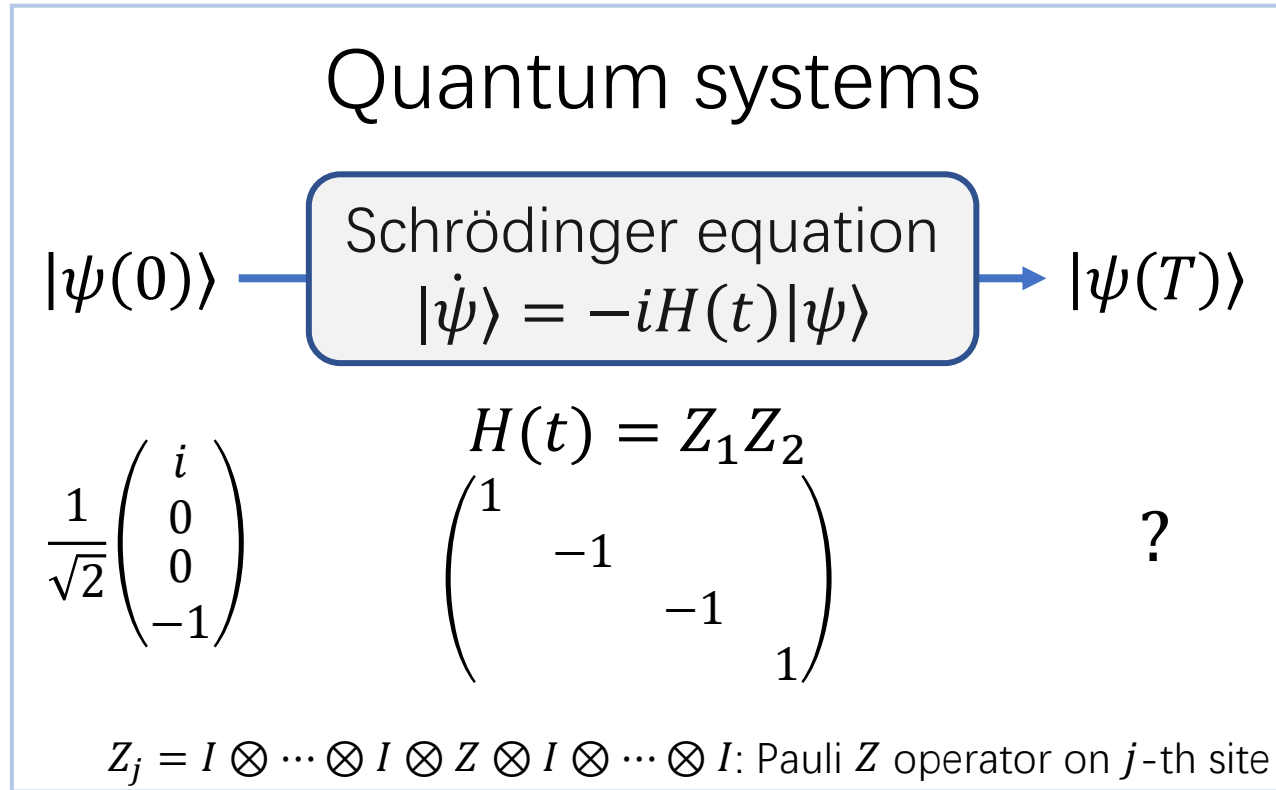 Quantum systems
Schrödinger equation
|ψ(0)⟩
|ψ̇⟩ = −iH(t)|ψ⟩
|ψ(T)⟩
H(t) = Z₁Z₂
1/√2 (i 0 0 −1)
(1
−1
−1
1)
?
Z_j = I ⊗ ⋯ ⊗ I ⊗ Z ⊗ I ⊗ ⋯ ⊗ I: Pauli Z operator on j-th site